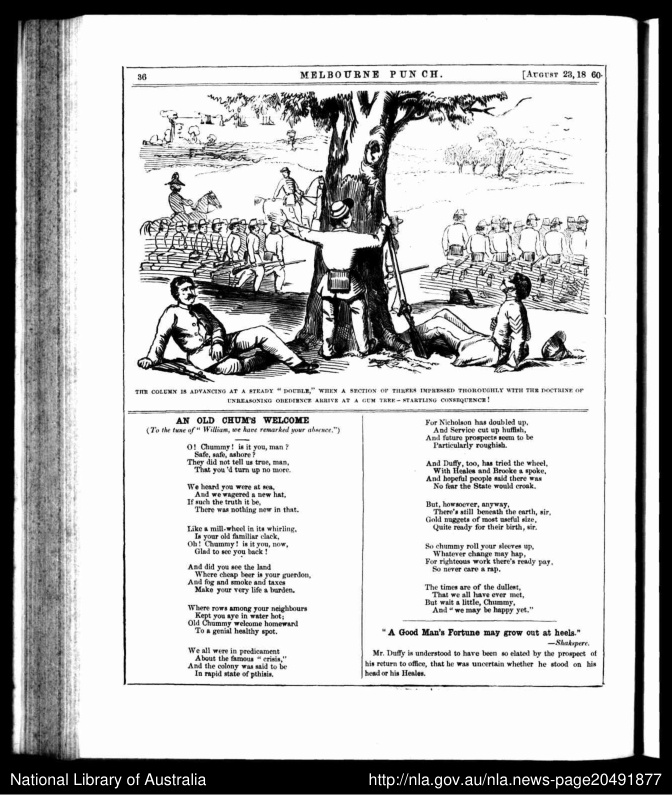 36
MELBOURNE PUNCH.
[AUGUST 23, 18 60.
THE COLUMN IS ADVANCING AT A STEADY "DOUBLE," WHEN A SECTION OF THREES IMPRESSED THOROUGHLY WITH THE DOCTRINE OF
UNREASONING OBEDIENCE ARRIVE AT A GUM TREE—STARTLING CONSEQUENCE!
AN OLD CHUM'S WELCOME
(To the tune of "William, we have remarked your absence.")
O! Chummy! is it you, man?
Safe, safe, ashore?
They did not tell us true, man,
That you'd turn up no more.
We heard you were at sea,
And we wagered a new hat,
If such the truth it be,
There was nothing new in that.
Like a mill-wheel in its whirling,
Is your old familiar clack,
Oh! Chummy! is it you, now,
Glad to see you back!
And did you see the land
Where cheap beer is your guerdon,
And fog and smoke and taxes
Make your very life a burden.
Where rows among your neighbours
Kept you aye in water hot;
Old Chummy welcome homeward
To a genial healthy spot.
We all were in predicament
About the famous "crisis,"
And the colony was said to be
In rapid state of pthisis.
For Nicholson has doubled up,
And Service cut up huffish,
And future prospects seem to be
Particularly roughish.
And Duffy, too, has tried the wheel,
With Heales and Brooke a spoke,
And hopeful people said there was
No fear the State would croak.
But, howsoever, anyway,
There's still beneath the earth, sir,
Gold nuggets of most useful size,
Quite ready for their birth, sir.
So chummy roll your sleeves up,
Whatever change may hap,
For righteous work there's ready pay,
So never care a rap.
The times are of the dullest,
That we all have ever met,
But wait a little, Chummy,
And "we may be happy yet."
"A Good Man's Fortune may grow out at heels."
—Shakspere.
Mr. Duffy is understood to have been so elated by the prospect of
his return to office, that he was uncertain whether he stood on his
head or his Heales.
National Library of Australia
http://nla.gov.au/nla.news-page20491877